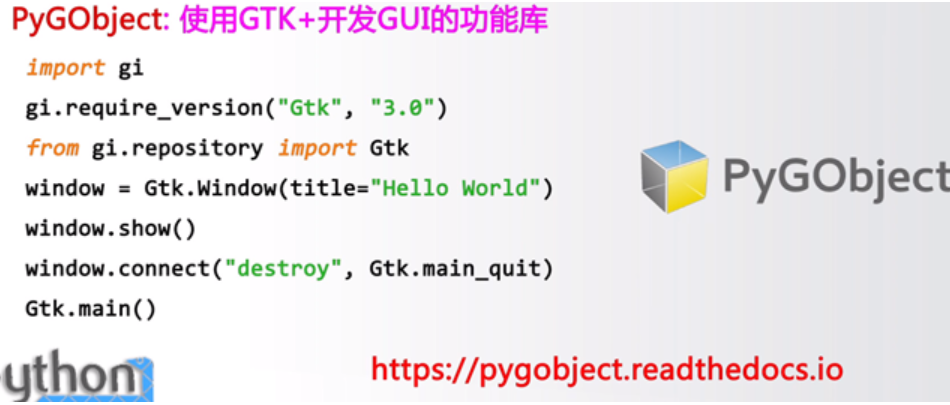 PyGObject: 使用GTK+开发GUI的功能库
import gi
gi.require_version("Gtk", "3.0")
from gi.repository import Gtk
window = Gtk.Window(title="Hello World")
window.show()
window.connect("destroy", Gtk.main_quit)
Gtk.main()
PyGObject
ython
https://pygobject.readthedocs.io